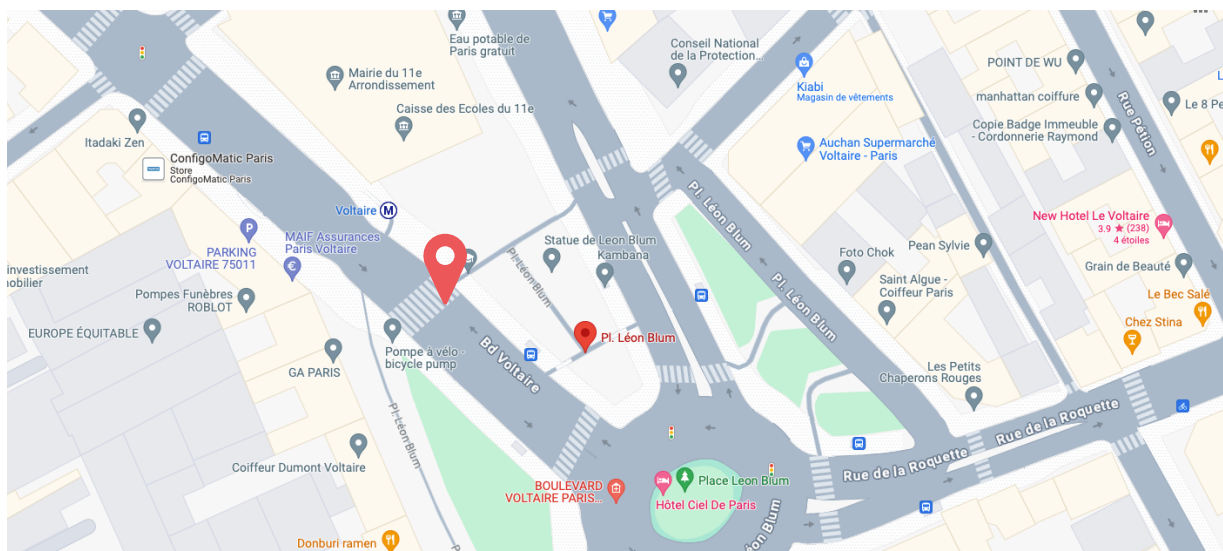 Eau potable de
Paris gratuit
Conseil National
de la Protection...
POINT DE WU
Mairie du 11e
Arrondissement
Kiabi
Magasin de vêtements
manhattan coiffure
Rue Pétion
Le 8 Pe
Caisse des Ecoles du 11e
Copie Badge Immeuble
- Cordonnerie Raymond
Itadaki Zen
Auchan Supermarché
Voltaire - Paris
ConfigoMatic Paris
Store
ConfigoMatic Paris
Pl. Léon Blum
Voltaire
M
New Hotel Le Voltaire
3.9 ★ (238)
4 étoiles
P
PARKING
VOLTAIRE 75011
MAIF Assurances
Paris Voltaire
€
Statue de Leon Blum
Kambana
Foto Chok
Pean Sylvie
Pl. Léon Blum
Pl. Léon Blum
Grain de Beauté
investissement
obilier
Saint Algue -
Coiffeur Paris
Pompes Funèbres
ROBLOT
Le Bec Salé
EUROPE ÉQUITABLE
Pl. Léon Blum
Chez Stina
Pompe à vélo -
bicycle pump
Bd Voltaire
GA PARIS
Les Petits
Chaperons Rouges
Pl. Léon Blum
Rue de la Roquette
Coiffeur Dumont Voltaire
Rue de la Roquette
BOULEVARD
VOLTAIRE PARIS...
Place Leon Blum
Hôtel Ciel De Paris
éon Blum
Donburi ramen